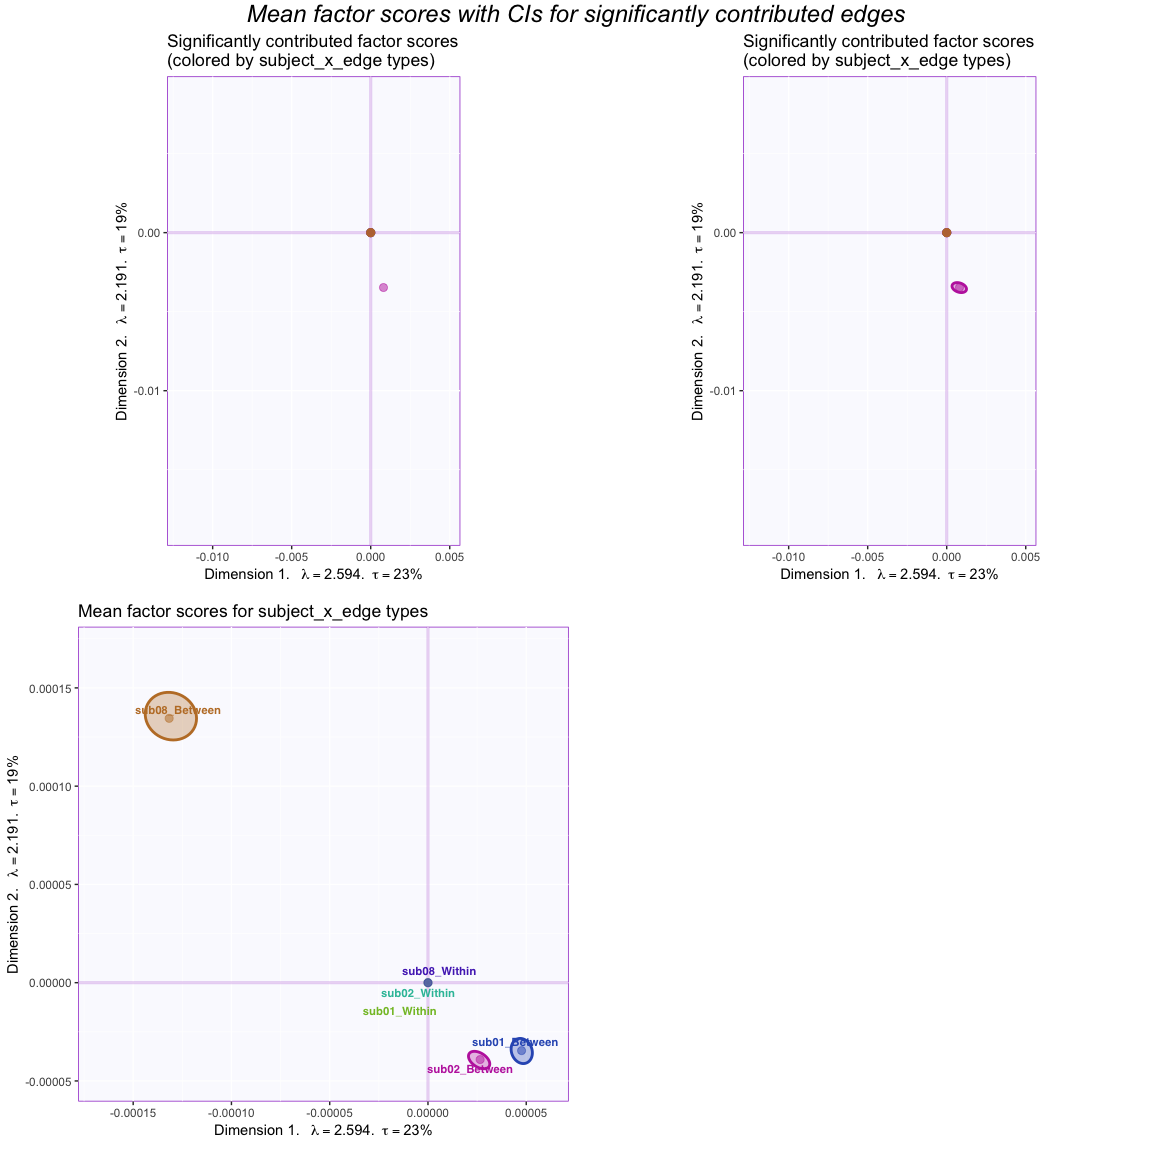 Mean factor scores with CIs for significantly contributed edges
Significantly contributed factor scores
(colored by subject_x_edge types)
Dimension 2.   λ = 2.191.  τ = 19%
0.00
-0.01
-0.010
-0.005
0.000
0.005
Dimension 1.   λ = 2.594.  τ = 23%
Significantly contributed factor scores
(colored by subject_x_edge types)
Dimension 2.   λ = 2.191.  τ = 19%
0.00
-0.01
-0.010
-0.005
0.000
0.005
Dimension 1.   λ = 2.594.  τ = 23%
Mean factor scores for subject_x_edge types
Dimension 2.   λ = 2.191.  τ = 19%
0.00015
0.00010
0.00005
0.00000
-0.00005
sub08_Between
sub08_Within
sub02_Within
sub01_Within
sub01_Between
sub02_Between
-0.00015
-0.00010
-0.00005
0.00000
0.00005
Dimension 1.   λ = 2.594.  τ = 23%